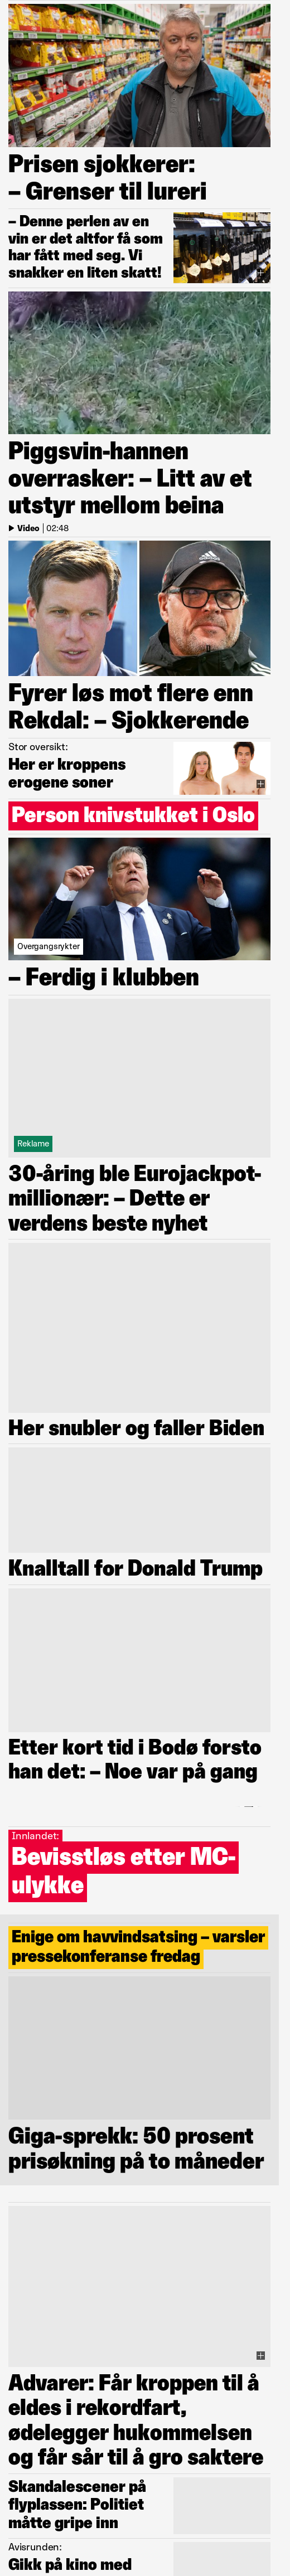 Prisen sjokkerer:
– Grenser til lureri
– Denne perlen av en
vin er det altfor få som
har fått med seg. Vi
snakker en liten skatt!
Piggsvin-hannen
overrasker: – Litt av et
utstyr mellom beina
Video | 02:48
Fyrer løs mot flere enn
Rekdal: – Sjokkerende
Stor oversikt:
Her er kroppens
erogene soner
Person knivstukket i Oslo
Overgangsrykter
– Ferdig i klubben
Reklame
30-åring ble Eurojackpot-
millionær: – Dette er
verdens beste nyhet
Her snubler og faller Biden
Knalltall for Donald Trump
Etter kort tid i Bodø forsto
han det: – Noe var på gang
Innlandet:
Bevisstløs etter MC-
ulykke
Enige om havvindsatsing – varsler
pressekonferanse fredag
Giga-sprekk: 50 prosent
prisøkning på to måneder
Advarer: Får kroppen til å
eldes i rekordfart,
ødelegger hukommelsen
og får sår til å gro saktere
Skandalescener på
flyplassen: Politiet
måtte gripe inn
Avisrunden:
Gikk på kino med